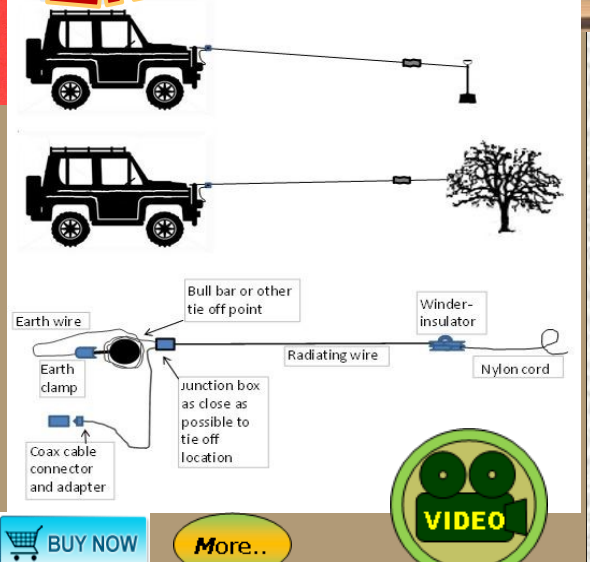 Bull bar or other
tie off point
Winder-
insulator
Earth wire
Radiating wire
Earth
clamp
Nylon cord
Junction box
as close as
possible to
tie off
location
Coax cable
connector
and adapter
VIDEO
BUY NOW
More..